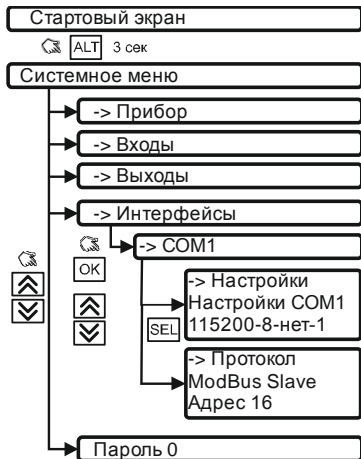 Стартовый экран
ALT 3 сек
Системное меню
-> Прибор
-> Входы
-> Выходы
-> Интерфейсы
-> COM1
OK
-> Настройки
Настройки COM1
115200-8-нет-1
SEL
-> Протокол
ModBus Slave
Адрес 16
Пароль 0